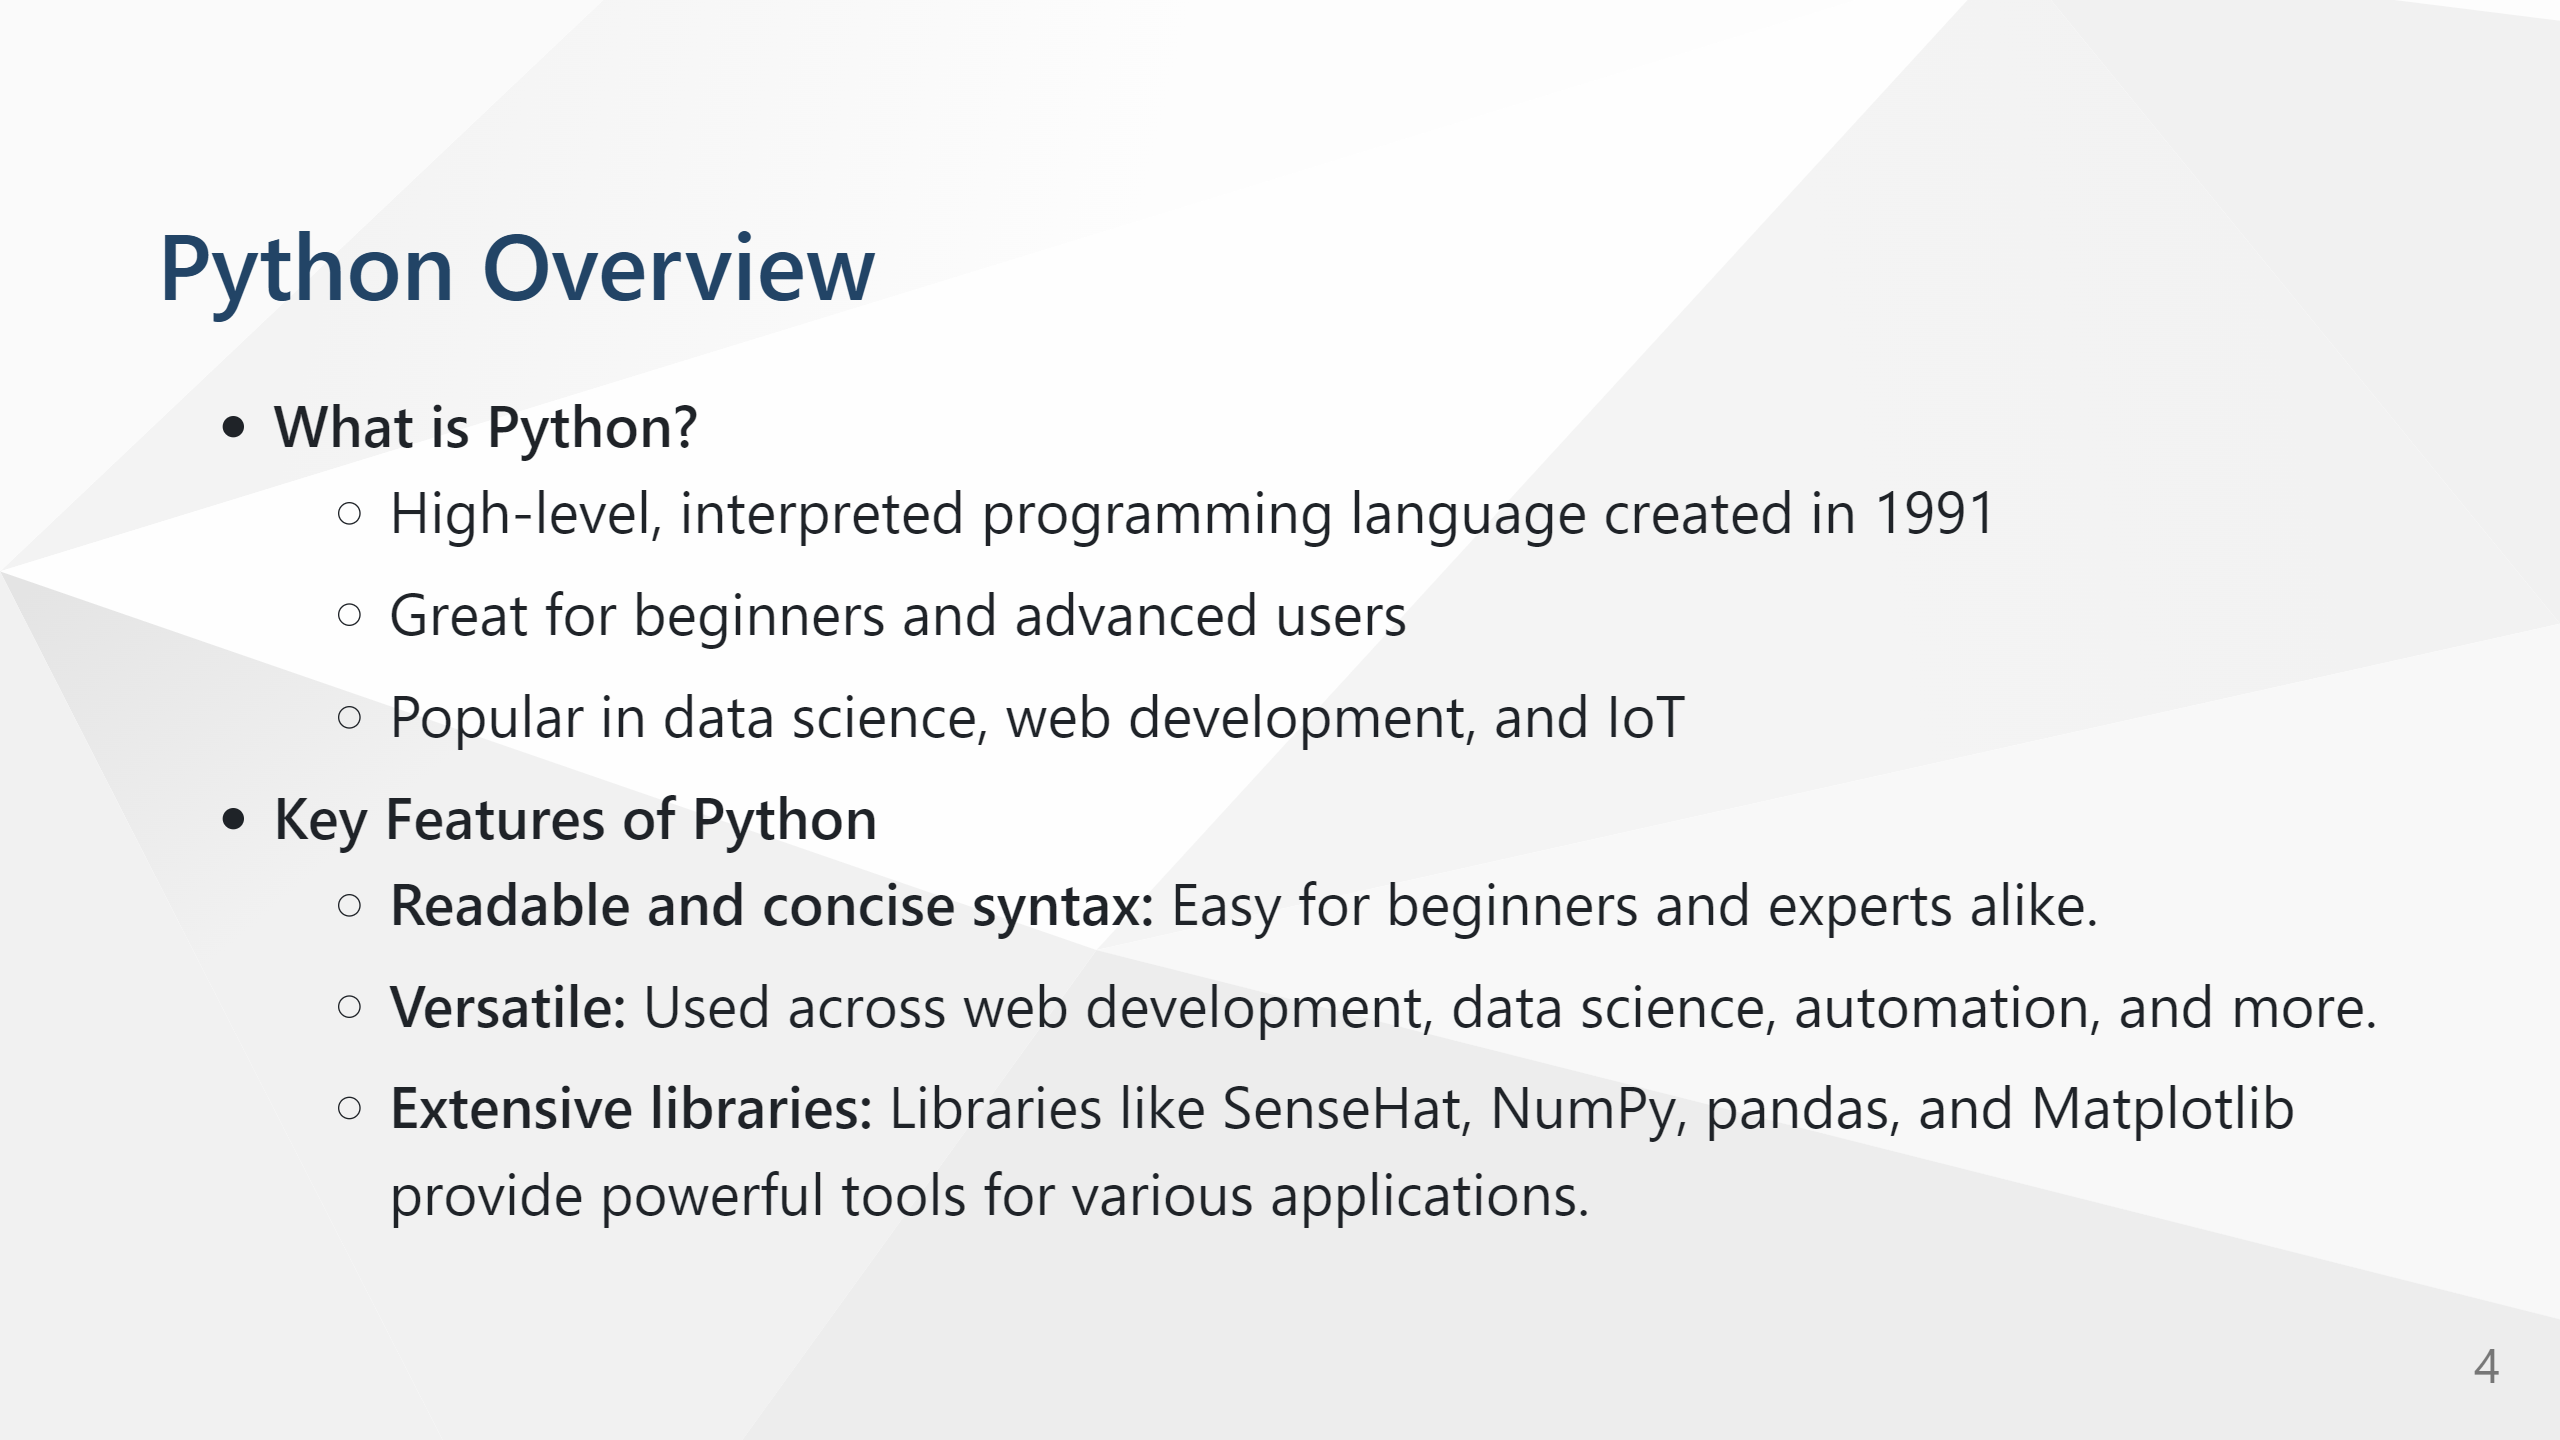 Python Overview
What is Python?
High-level, interpreted programming language created in 1991
Great for beginners and advanced users
Popular in data science, web development, and IoT
Key Features of Python
Readable and concise syntax: Easy for beginners and experts alike.
Versatile: Used across web development, data science, automation, and more.
Extensive libraries: Libraries like SenseHat, NumPy, pandas, and Matplotlib
provide powerful tools for various applications.
4